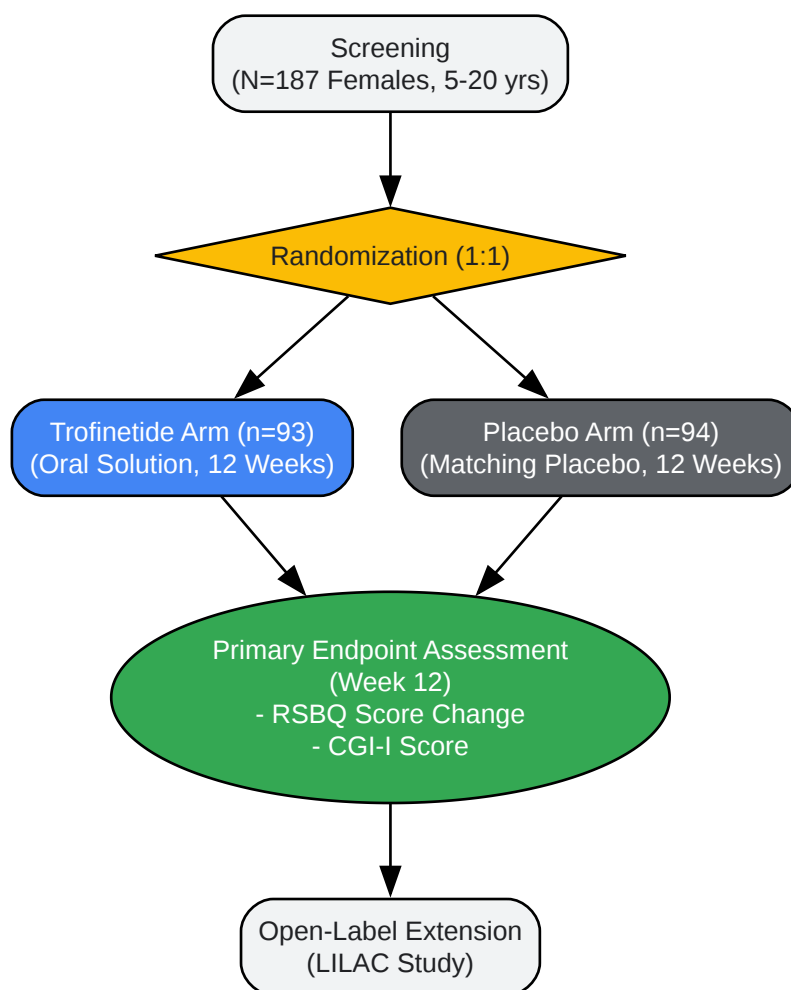 Screening
(N=187 Females, 5-20 yrs)
Randomization (1:1)
Trofinetide Arm (n=93)
(Oral Solution, 12 Weeks)
Placebo Arm (n=94)
(Matching Placebo, 12 Weeks)
Primary Endpoint Assessment
(Week 12)
- RSBQ Score Change
- CGI-I Score
Open-Label Extension
(LILAC Study)